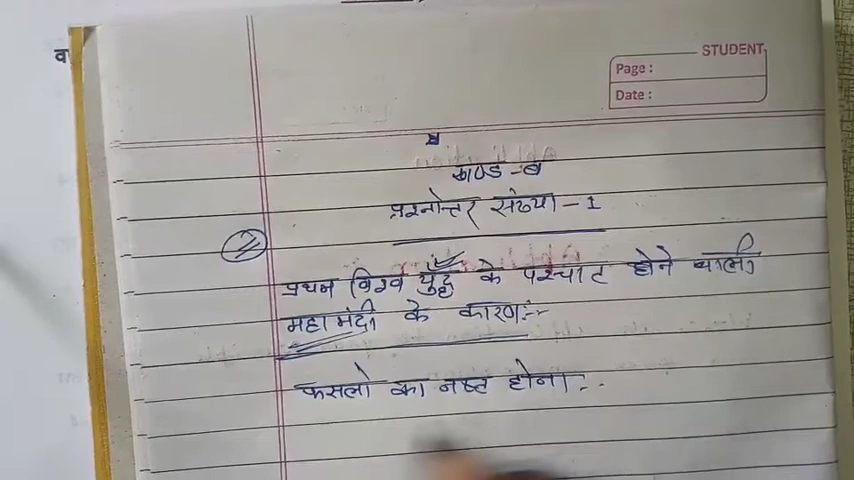 STUDENT
Page :
Date :
खण्ड - ब
प्रश्नोत्तर संख्या - 1
प्रथम विश्व युद्ध के पश्चात होने वाली
महामंदी के कारण :-
फसलो का नष्ट होना : -